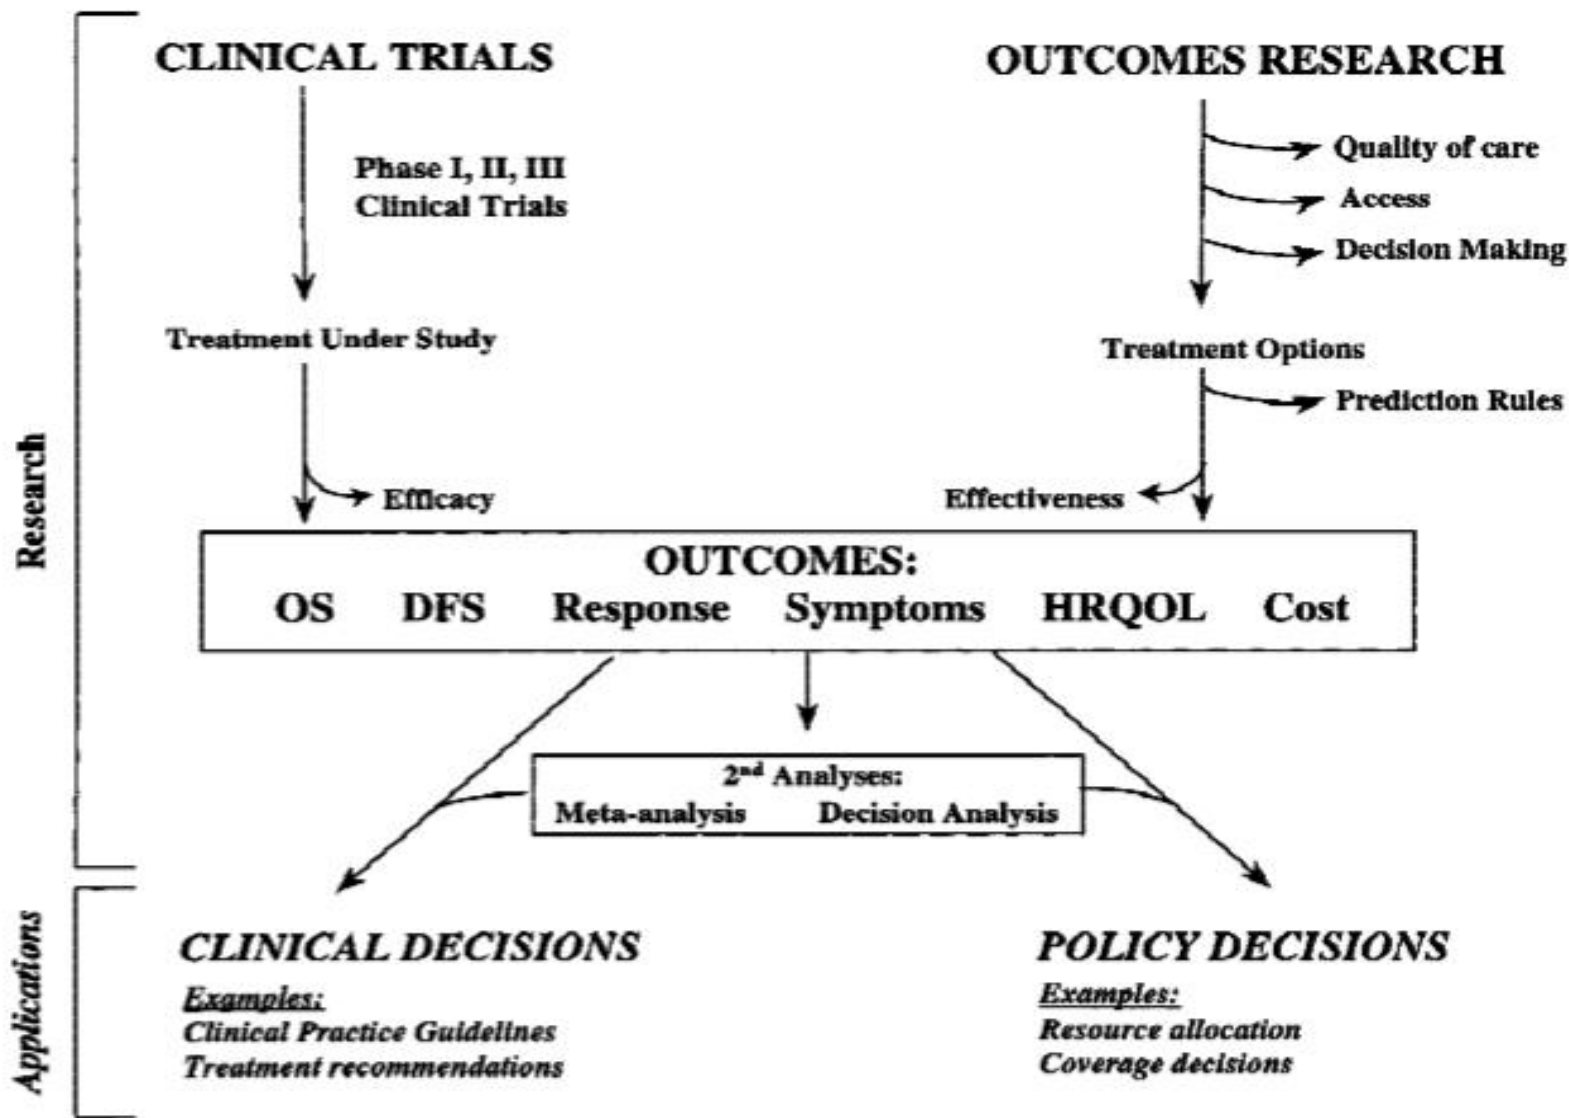 CLINICAL TRIALS
OUTCOMES RESEARCH
Phase I, II, III
Clinical Trials
Quality of care
Access
Decision Making
Treatment Under Study
Treatment Options
Prediction Rules
Research
Efficacy
Effectiveness
OUTCOMES:
OS DFS Response Symptoms HRQOL Cost
2nd Analyses:
Meta-analysis Decision Analysis
Applications
CLINICAL DECISIONS
Examples:
Clinical Practice Guidelines
Treatment recommendations
POLICY DECISIONS
Examples:
Resource allocation
Coverage decisions